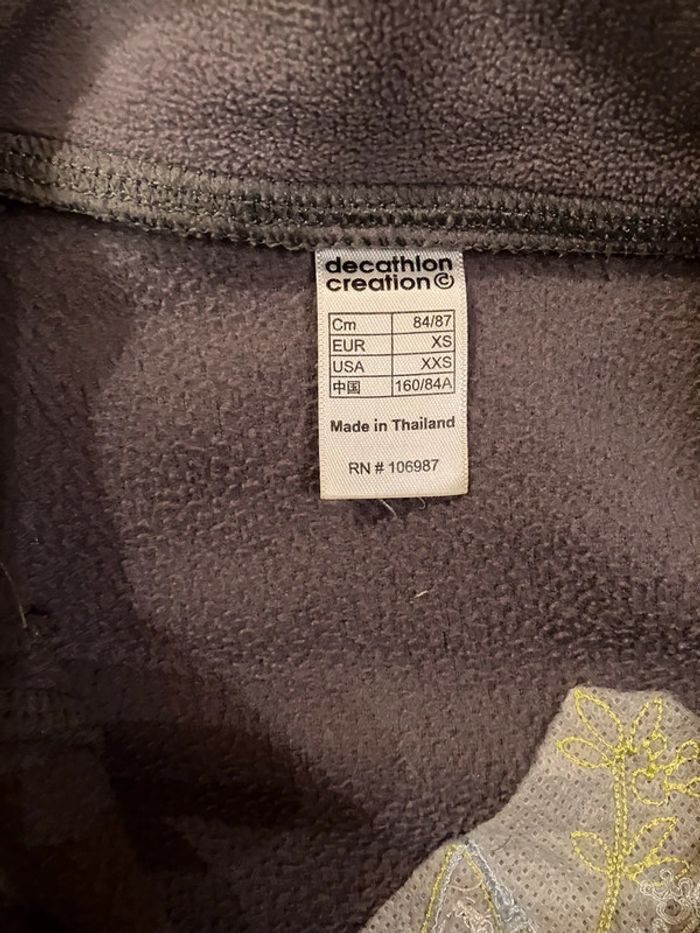 decathlon
creation©
Cm 84/87
EUR XS
USA XXS
中国 160/84A
Made in Thailand
RN # 106987